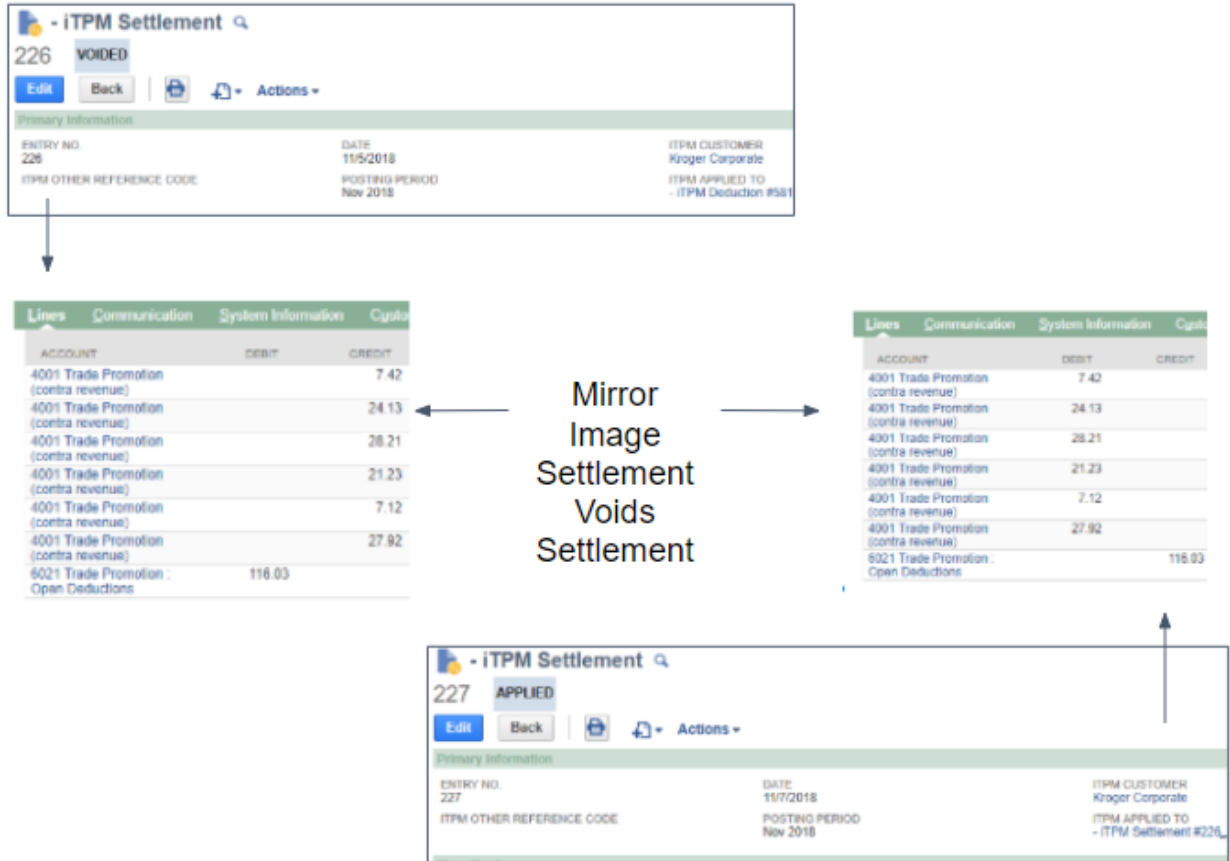 - iTPM Settlement
226 VOIDED
Edit Back Actions
Primary Information
ENTRY NO. DATE ITPM CUSTOMER
226 11/5/2018 Kroger Corporate
ITPM OTHER REFERENCE CODE POSTING PERIOD ITPM APPLIED TO
Nov 2018 - iTPM Deduction #581
Lines Communication System Information Custo
ACCOUNT DEBIT CREDIT
4001 Trade Promotion 7.42
(contra revenue)
4001 Trade Promotion 24.13
(contra revenue)
4001 Trade Promotion 28.21
(contra revenue)
4001 Trade Promotion 21.23
(contra revenue)
4001 Trade Promotion 7.12
(contra revenue)
4001 Trade Promotion 27.92
(contra revenue)
6021 Trade Promotion : 116.03
Open Deductions
Mirror
Image
Settlement
Voids
Settlement
Lines Communication System Information Custo
ACCOUNT DEBIT CREDIT
4001 Trade Promotion 7.42
(contra revenue)
4001 Trade Promotion 24.13
(contra revenue)
4001 Trade Promotion 28.21
(contra revenue)
4001 Trade Promotion 21.23
(contra revenue)
4001 Trade Promotion 7.12
(contra revenue)
4001 Trade Promotion 27.92
(contra revenue)
6021 Trade Promotion : 116.03
Open Deductions
- iTPM Settlement
227 APPLIED
Edit Back Actions
Primary Information
ENTRY NO. DATE ITPM CUSTOMER
227 11/7/2018 Kroger Corporate
ITPM OTHER REFERENCE CODE POSTING PERIOD ITPM APPLIED TO
Nov 2018 - iTPM Settlement #226